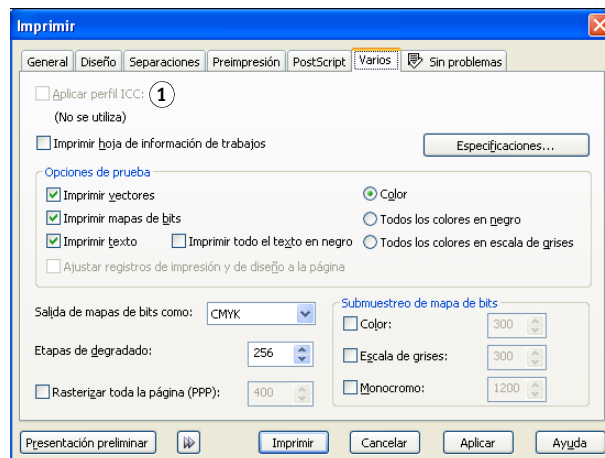 Imprimir
General Diseño Separaciones Preimpresión PostScript Varios Sin problemas
Aplicar perfil ICC: 1
(No se utiliza)
Imprimir hoja de información de trabajos Especificaciones...
Opciones de prueba
Imprimir vectores Color
Imprimir mapas de bits Todos los colores en negro
Imprimir texto Imprimir todo el texto en negro Todos los colores en escala de grises
Ajustar registros de impresión y de diseño a la página
Salida de mapas de bits como: CMYK Submuestreo de mapa de bits
Color: 300
Etapas de degradado: 256 Escala de grises: 300
Rasterizar toda la página (PPP): 400 Monocromo: 1200
Presentación preliminar Imprimir Cancelar Aplicar Ayuda